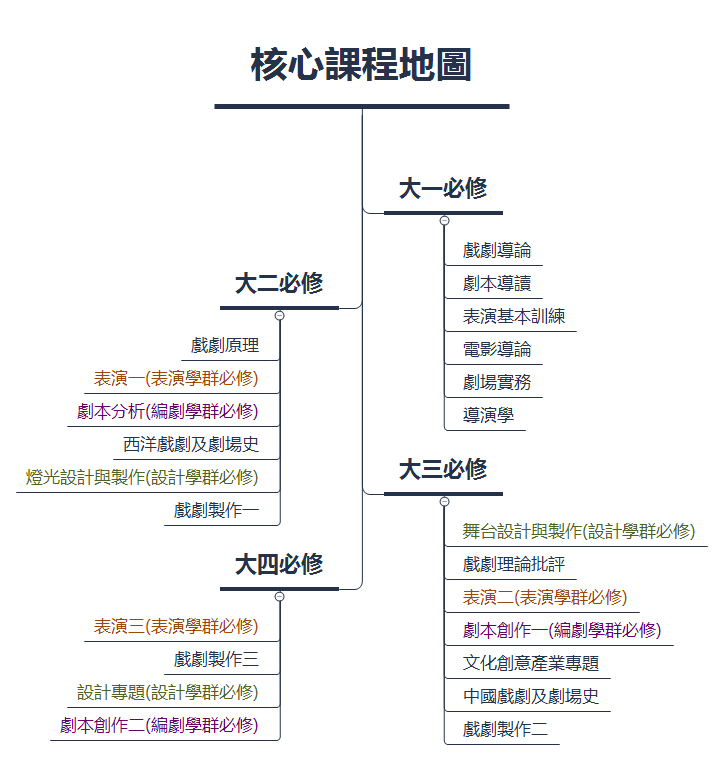 核心課程地圖
大一必修
戲劇導論
劇本導讀
表演基本訓練
電影導論
劇場實務
導演學
大二必修
戲劇原理
表演一(表演學群必修)
劇本分析(編劇學群必修)
西洋戲劇及劇場史
燈光設計與製作(設計學群必修)
戲劇製作一
大三必修
舞台設計與製作(設計學群必修)
戲劇理論批評
表演二(表演學群必修)
劇本創作一(編劇學群必修)
文化創意產業專題
中國戲劇及劇場史
戲劇製作二
大四必修
表演三(表演學群必修)
戲劇製作三
設計專題(設計學群必修)
劇本創作二(編劇學群必修)